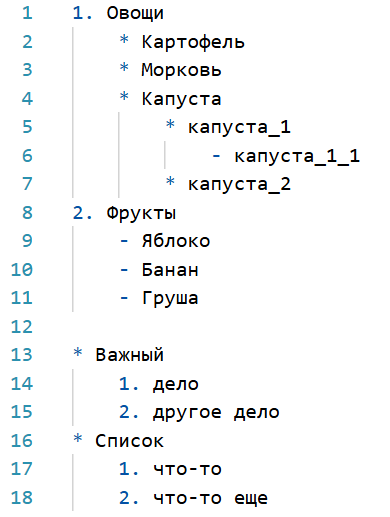 1 1. Овощи
2 * Картофель
3 * Морковь
4 * Капуста
5 * капуста_1
6 - капуста_1_1
7 * капуста_2
8 2. Фрукты
9 - Яблоко
10 - Банан
11 - Груша
12
13 * Важный
14 1. дело
15 2. другое дело
16 * Список
17 1. что-то
18 2. что-то еще